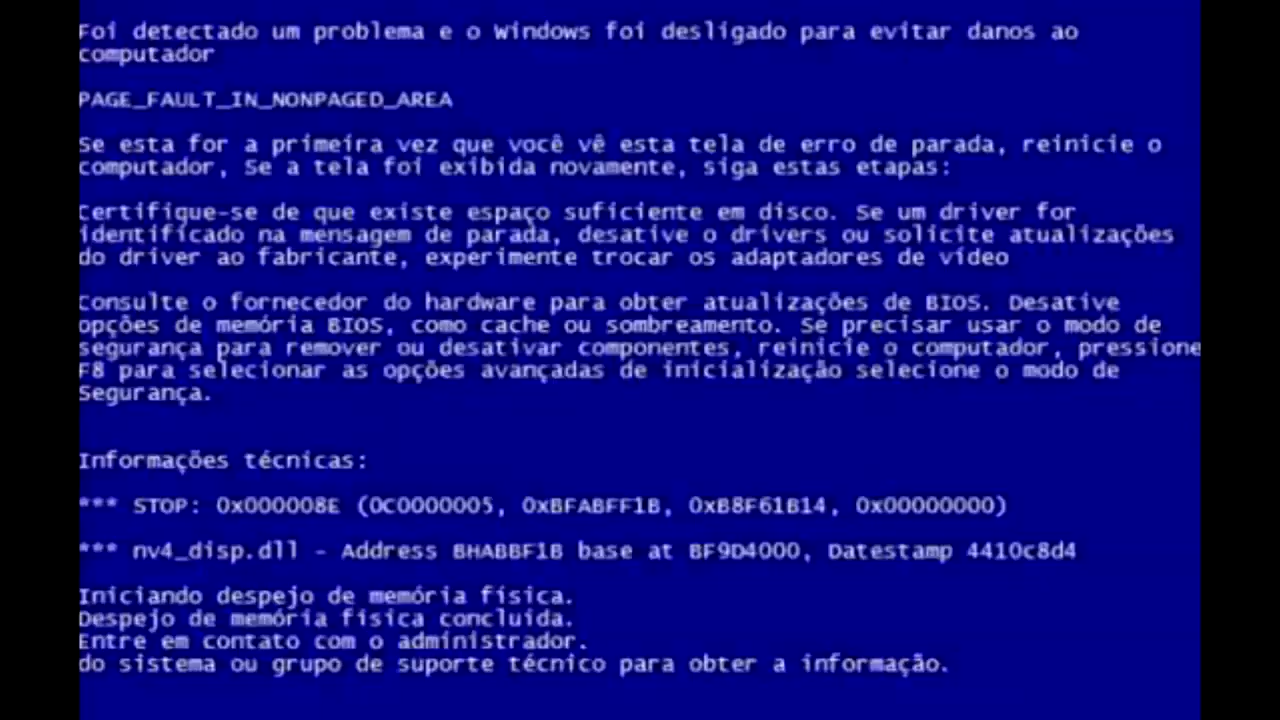 Foi detectado um problema e o Windows foi desligado para evitar danos ao
computador
PAGE_FAULT_IN_NONPAGED_AREA
Se esta for a primeira vez que você vê esta tela de erro de parada, reinicie o
computador, Se a tela foi exibida novamente, siga estas etapas:
Certifique-se de que existe espaço suficiente em disco. Se um driver for
identificado na mensagem de parada, desative o drivers ou solicite atualizações
do driver ao fabricante, experimente trocar os adaptadores de vídeo
Consulte o fornecedor do hardware para obter atualizações de BIOS. Desative
opções de memória BIOS, como cache ou sombreamento. Se precisar usar o modo de
segurança para remover ou desativar componentes, reinicie o computador, pressione
F8 para selecionar as opções avançadas de inicialização selecione o modo de
Segurança.
Informações técnicas:
*** STOP: 0x000008E (0C0000005, 0xBFABFF1B, 0xB8F61B14, 0x00000000)
*** nv4_disp.dll - Address BHABBF1B base at BF9D4000, Datestamp 4410c8d4
Iniciando despejo de memória física.
Despejo de memória física concluída.
Entre em contato com o administrador.
do sistema ou grupo de suporte técnico para obter a informação.